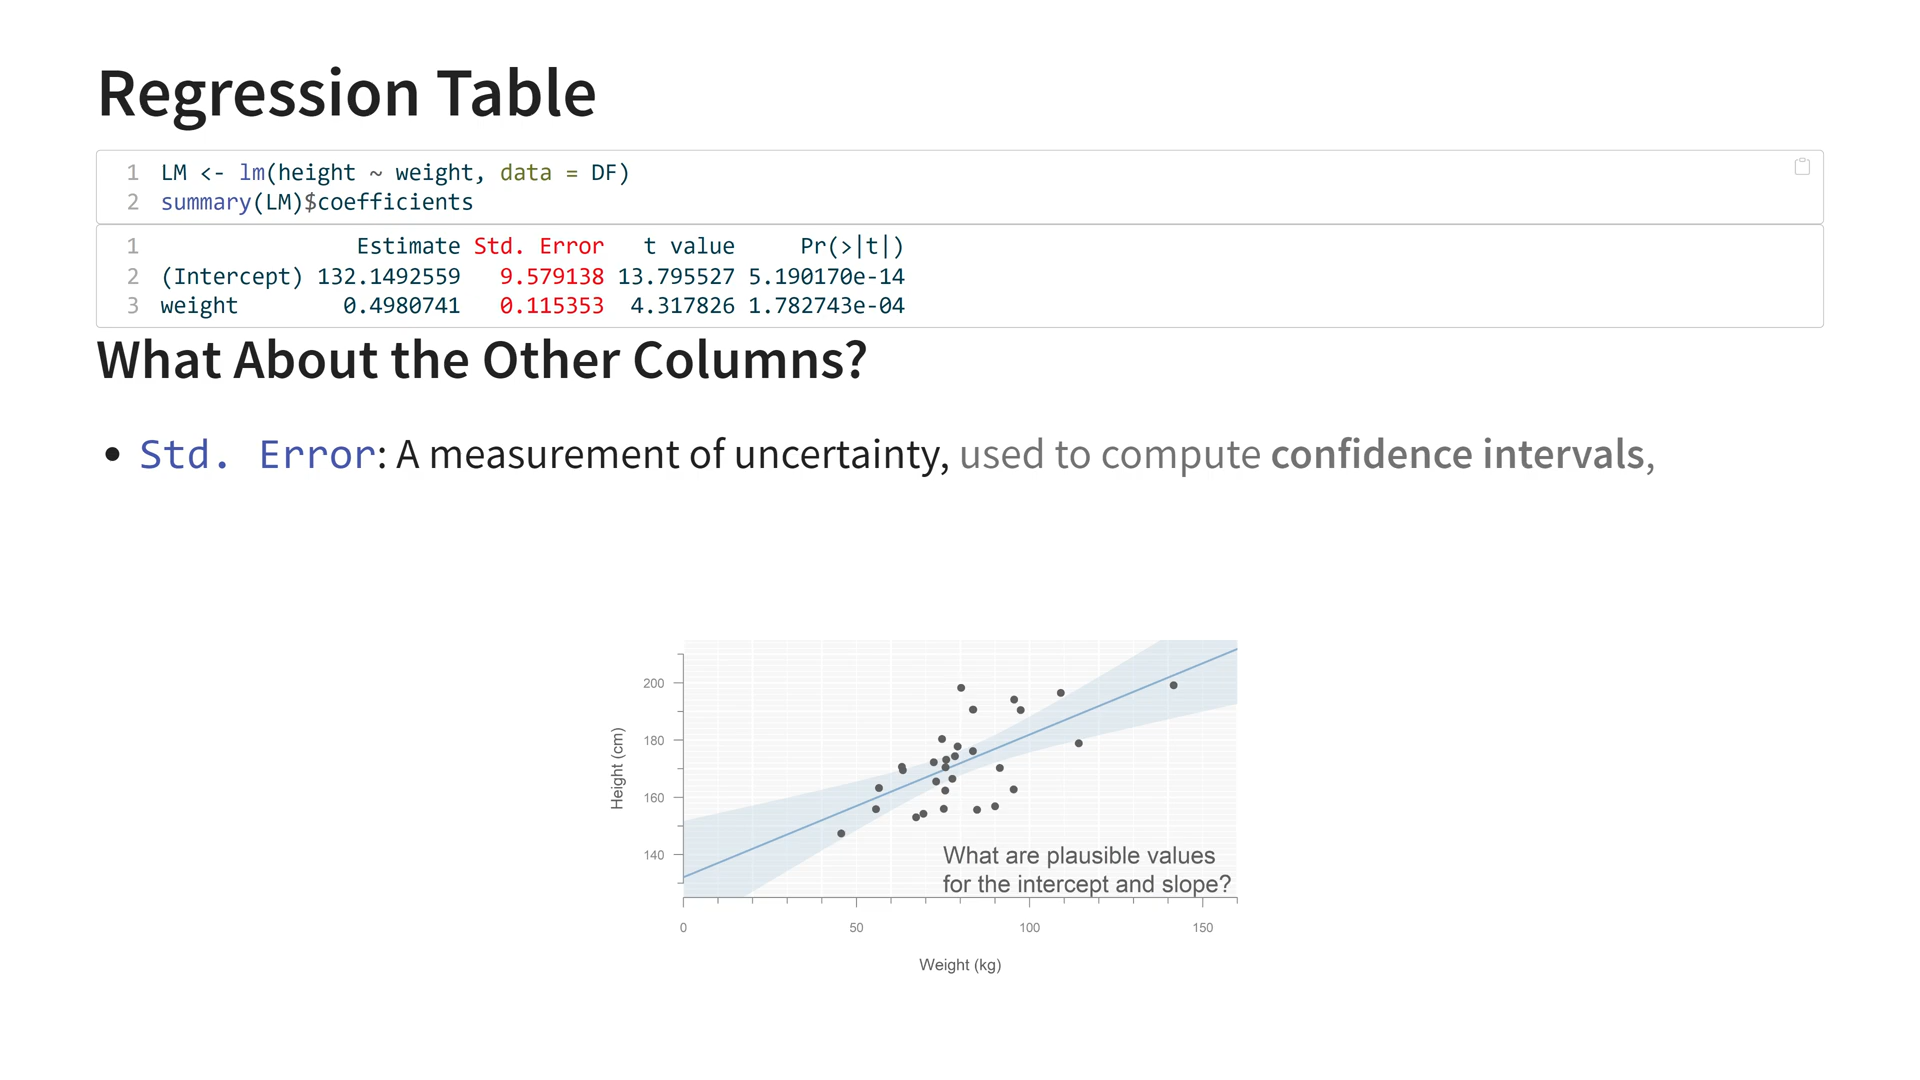 Regression Table
1 LM <- lm(height ~ weight, data = DF)
2 summary(LM)$coefficients
1 Estimate Std. Error t value Pr(>|t|)
2 (Intercept) 132.1492559 9.579138 13.795527 5.190170e-14
3 weight 0.4980741 0.115353 4.317826 1.782743e-04
What About the Other Columns?
• Std. Error: A measurement of uncertainty, used to compute confidence intervals,
200
180
160
140
Height (cm)
What are plausible values
for the intercept and slope?
0 50 100 150
Weight (kg)